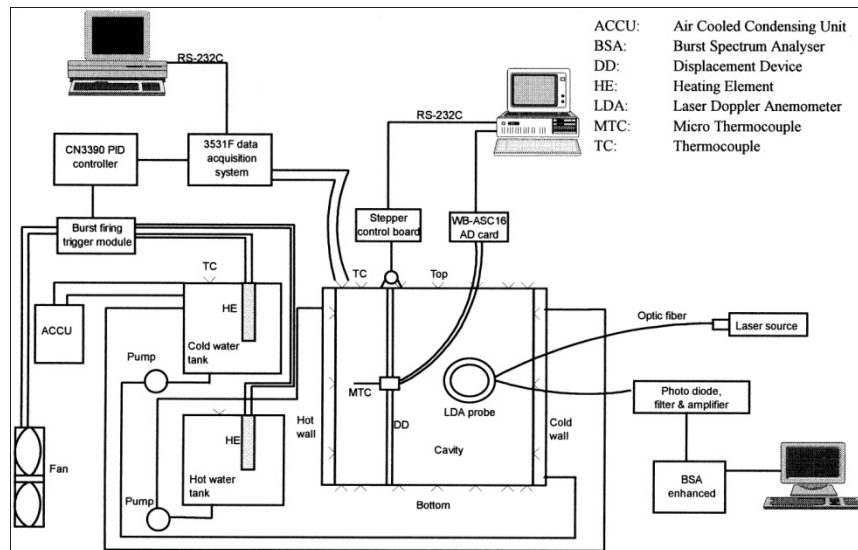 ACCU: Air Cooled Condensing Unit
BSA: Burst Spectrum Analyser
DD: Displacement Device
HE: Heating Element
LDA: Laser Doppler Anemometer
MTC: Micro Thermocouple
TC: Thermocouple
RS-232C
RS-232C
CN3390 PID
controller
3531F data
acquisition
system
Burst firing
trigger module
Stepper
control board
WB-ASC16
AD card
TC
TC
Top
HE
ACCU
Cold water
tank
Optic fiber
Laser source
Pump
MTC
LDA probe
Photo diode,
filter & amplifier
Hot
wall
DD
Cold
wall
HE
Cavity
Fan
Hot water
tank
Pump
Bottom
BSA
enhanced